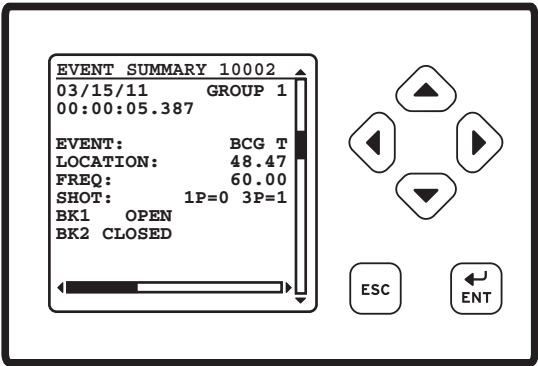 EVENT SUMMARY 10002
03/15/11 GROUP 1
00:00:05.387
EVENT: BCG T
LOCATION: 48.47
FREQ: 60.00
SHOT: 1P=0 3P=1
BK1 OPEN
BK2 CLOSED
ESC
ENT